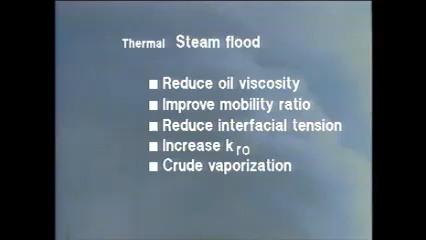 Thermal Steam flood
■ Reduce oil viscosity
■ Improve mobility ratio
■ Reduce interfacial tension
■ Increase kro
■ Crude vaporization